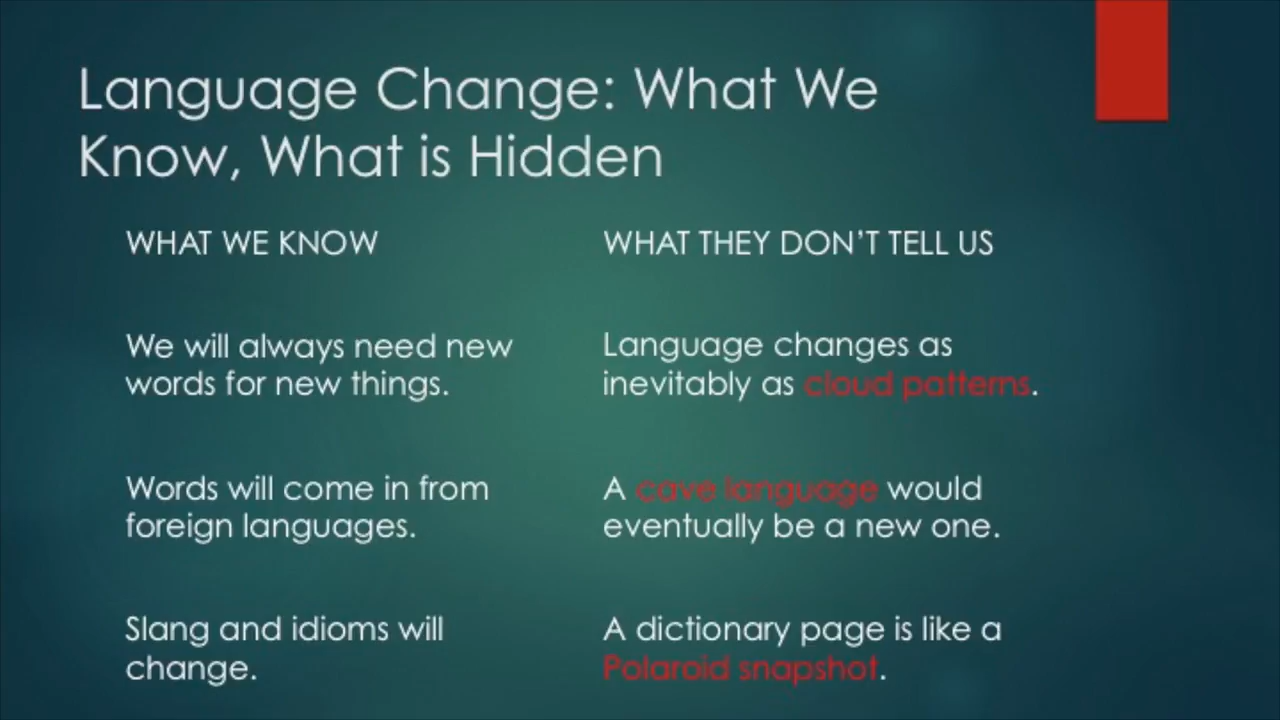 Language Change: What We
Know, What is Hidden
WHAT WE KNOW
We will always need new
words for new things.
Words will come in from
foreign languages.
Slang and idioms will
change.
WHAT THEY DON'T TELL US
Language changes as
inevitably as cloud patterns.
A cave language would
eventually be a new one.
A dictionary page is like a
Polaroid snapshot.